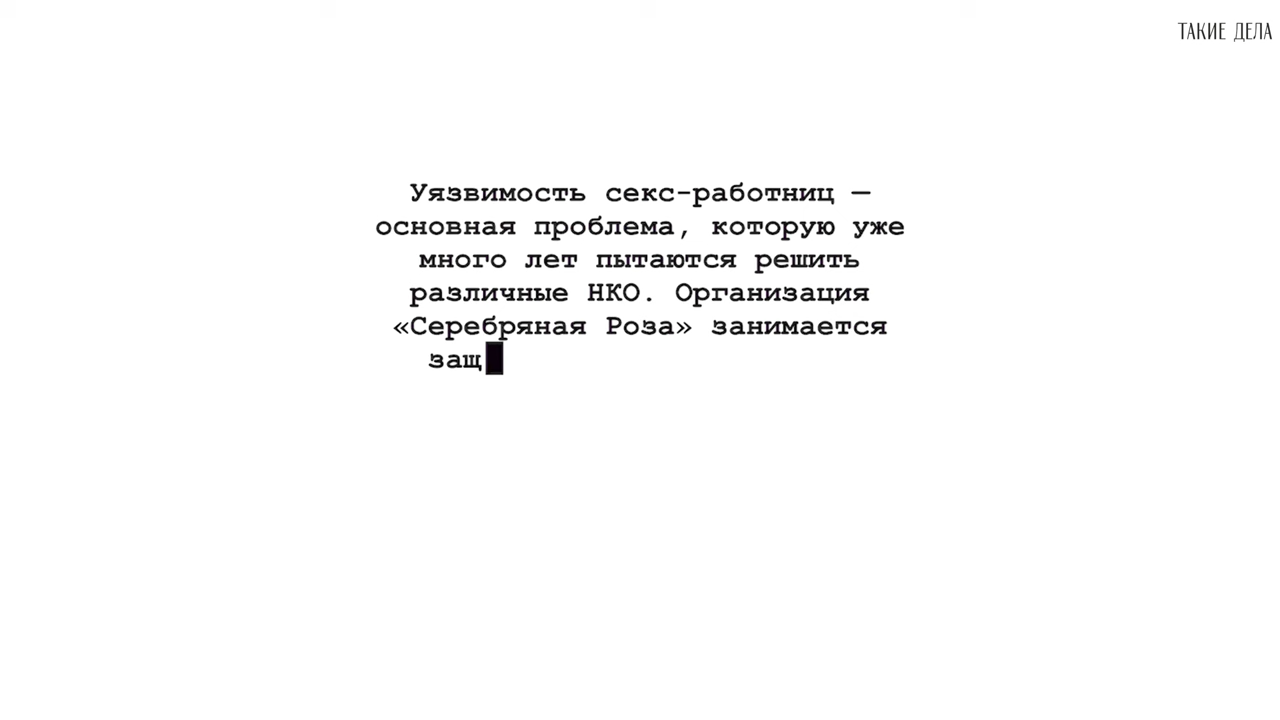 ТАКИЕ ДЕЛА
Уязвимость секс-работниц —
основная проблема, которую уже
много лет пытаются решить
различные НКО. Организация
«Серебряная Роза» занимается
защ